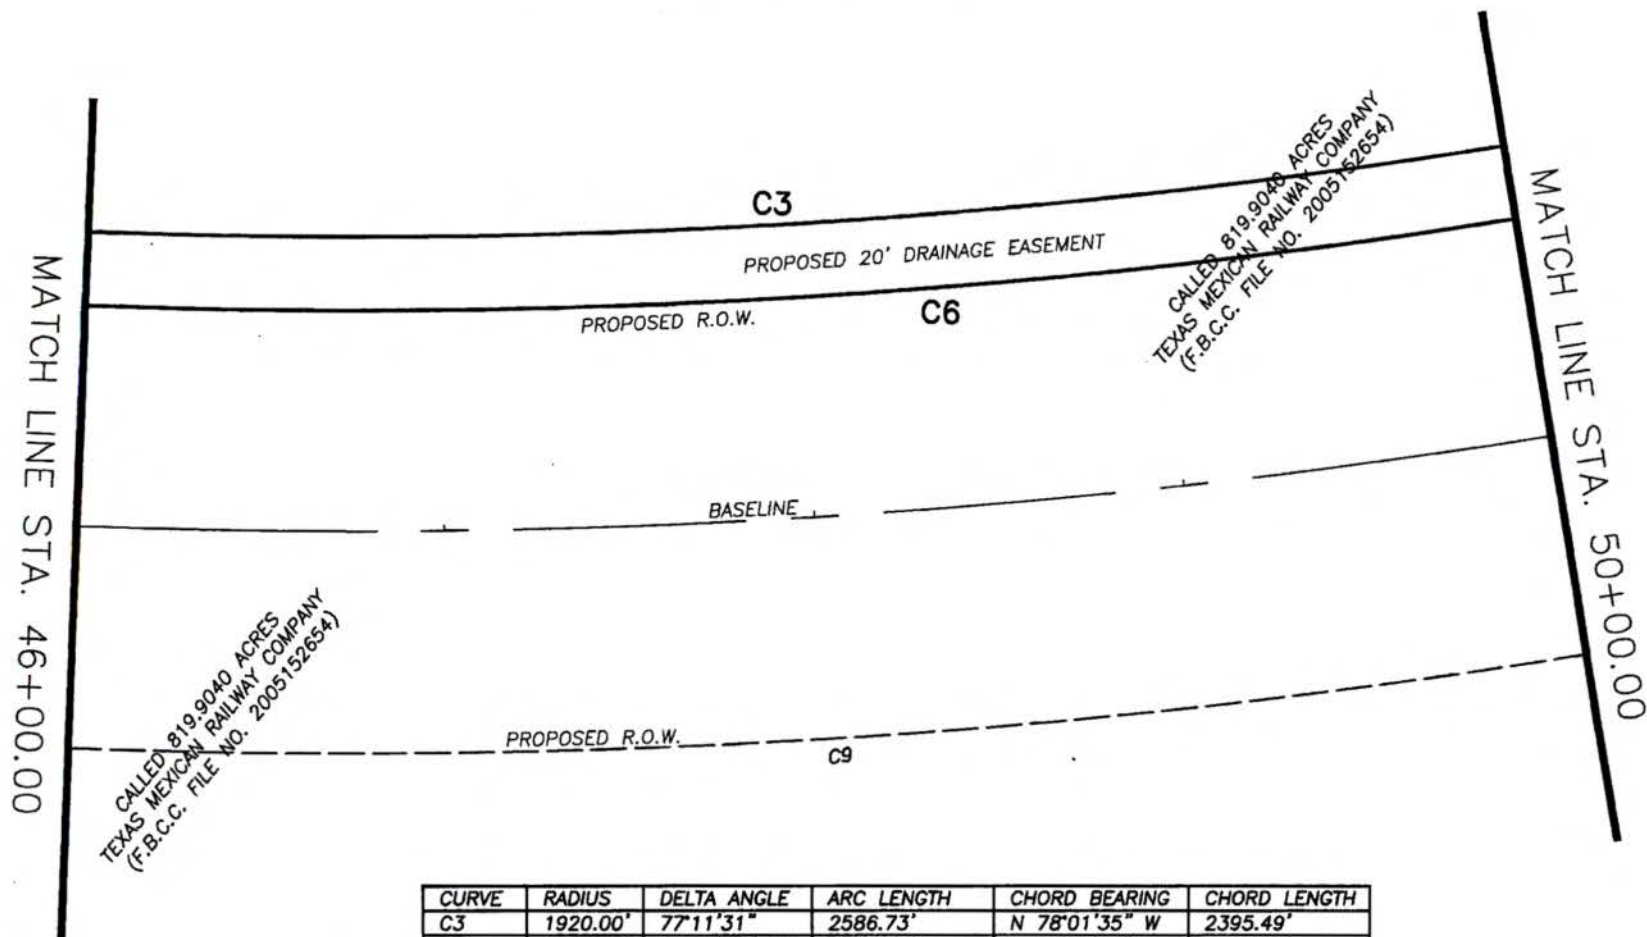 C3
PROPOSED 20' DRAINAGE EASEMENT
CALLED 819.9040 ACRES
TEXAS MEXICAN RAILWAY COMPANY
(F.B.C.C. FILE NO. 2005152654)
MATCH LINE STA. 46+00.00
MATCH LINE STA. 50+00.00
PROPOSED R.O.W.
C6
BASELINE
CALLED 819.9040 ACRES
TEXAS MEXICAN RAILWAY COMPANY
(F.B.C.C. FILE NO. 2005152654)
PROPOSED R.O.W.
C9
CURVE RADIUS DELTA ANGLE ARC LENGTH CHORD BEARING CHORD LENGTH
C3 1920.00' 77°11'31" 2586.73' N 78°01'35" W 2395.49'